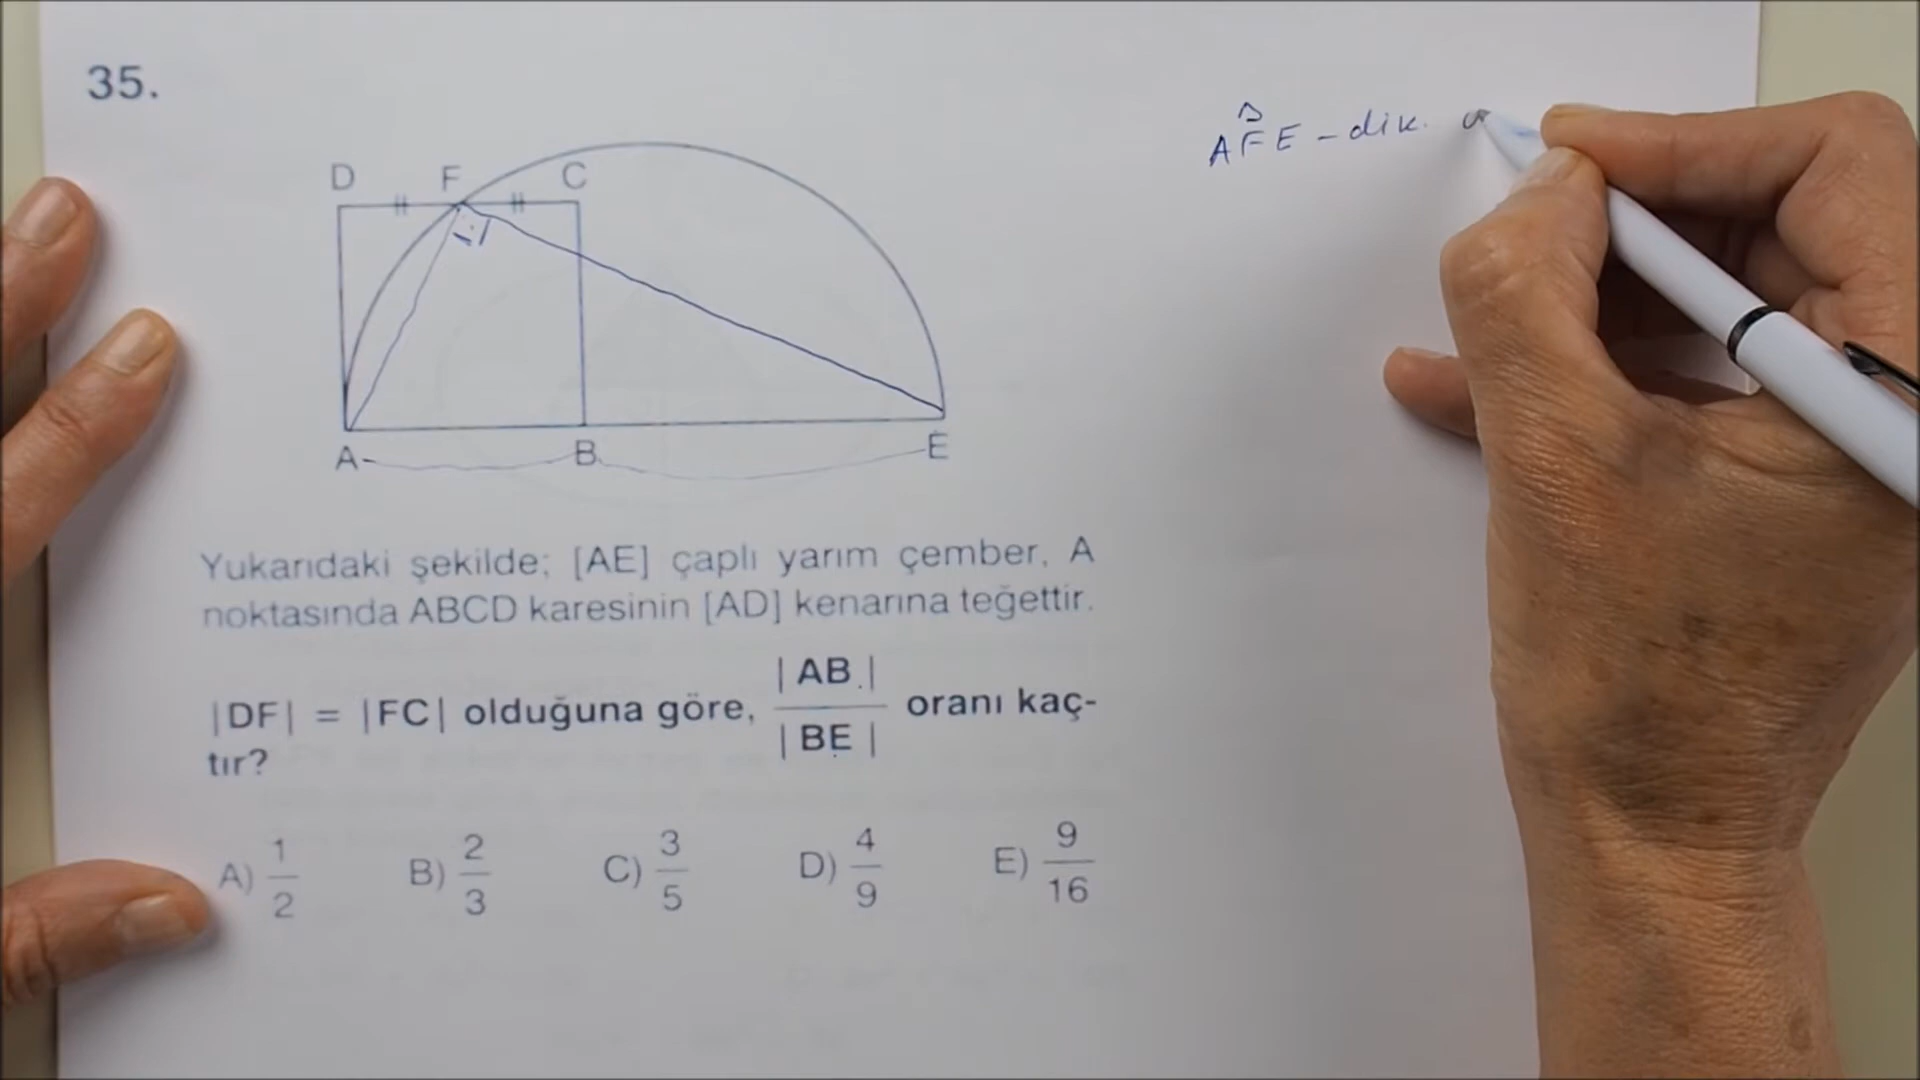 35.
AFE - dik.
D F C
A B E
Yukarıdaki şekilde; [AE] çaplı yarım çember, A
noktasında ABCD karesinin [AD] kenarına teğettir.
|DF| = |FC| olduğuna göre, |AB| / |BE| oranı kaç-
tır?
A) 1/2 B) 2/3 C) 3/5 D) 4/9 E) 9/16